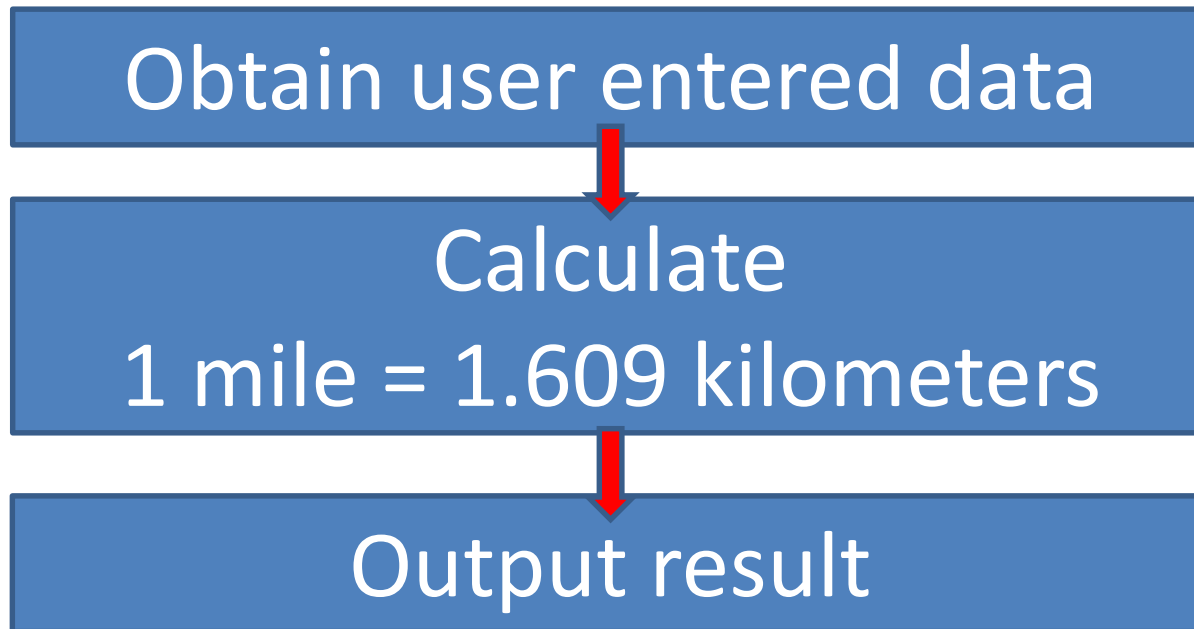 Obtain user entered data
Calculate
1 mile = 1.609 kilometers
Output result